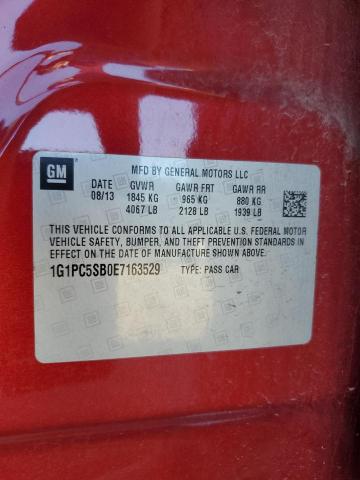 GM
MFD BY GENERAL MOTORS LLC
DATE GVWR GAWR FRT GAWR RR
08/13 1845 KG 965 KG 880 KG
4067 LB 2128 LB 1939 LB
THIS VEHICLE CONFORMS TO ALL APPLICABLE U.S. FEDERAL MOTOR
VEHICLE SAFETY, BUMPER, AND THEFT PREVENTION STANDARDS IN
EFFECT ON THE DATE OF MANUFACTURE SHOWN ABOVE.
1G1PC5SB0E7163529 TYPE: PASS CAR